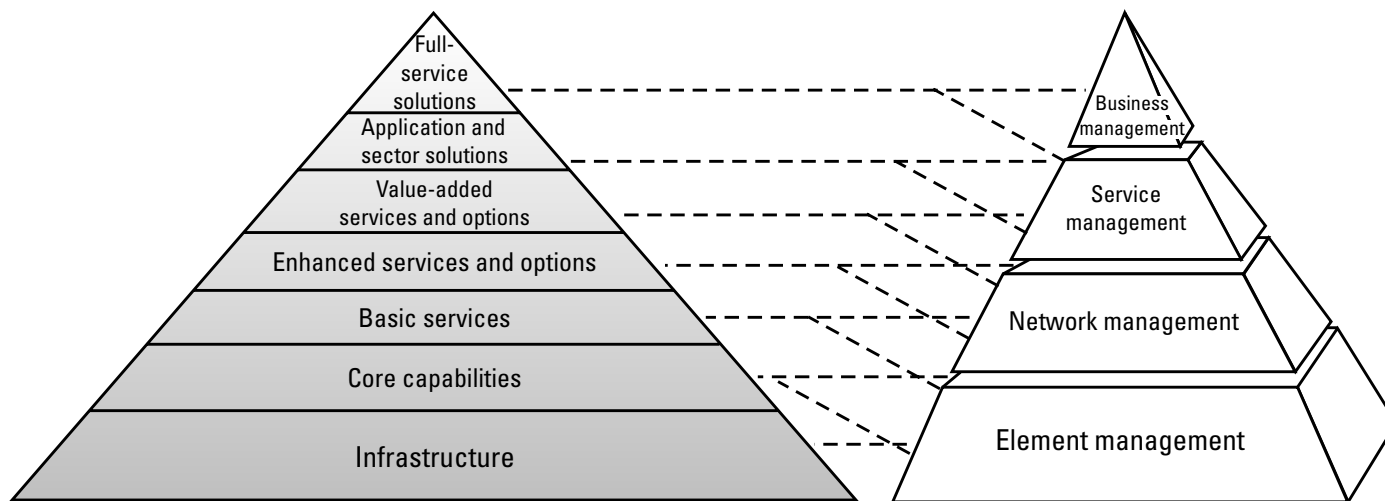 Full-
service
solutions
Application and
sector solutions
Value-added
services and options
Enhanced services and options
Basic services
Core capabilities
Infrastructure
Business
management
Service
management
Network management
Element management